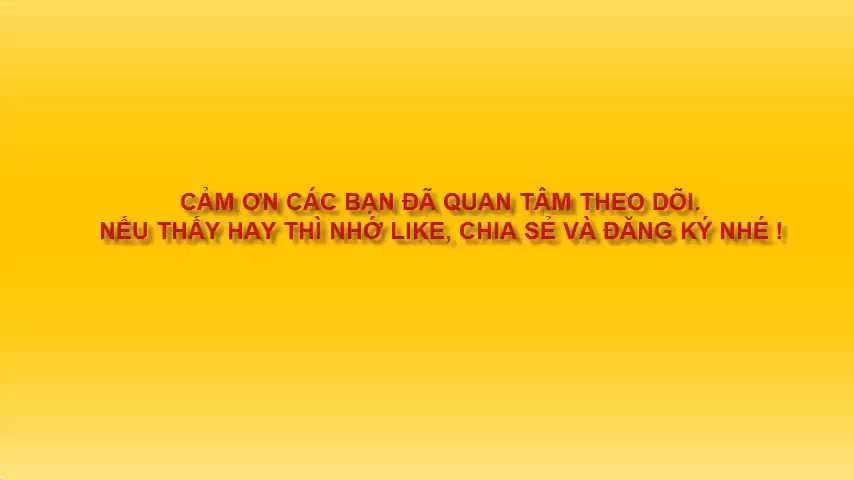 CẢM ƠN CÁC BẠN ĐÃ QUAN TÂM THEO DÕI.
NẾU THẤY HAY THÌ NHỚ LIKE, CHIA SẺ VÀ ĐĂNG KÝ NHÉ !